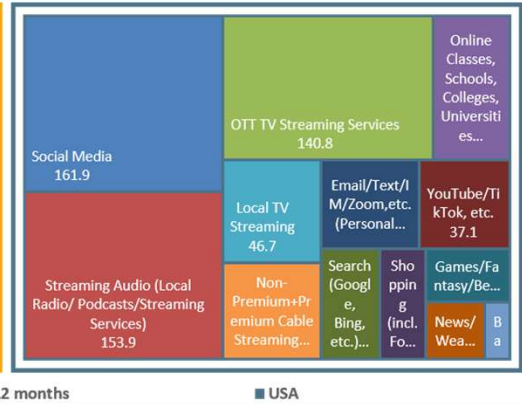 Social Media
161.9
Streaming Audio (Local
Radio/ Podcasts/Streaming
Services)
153.9
OTT TV Streaming Services
140.8
Online
Classes,
Schools,
Colleges,
Universiti
es...
Local TV
Streaming
46.7
Email/Text/I
M/Zoom,etc.
(Personal...
YouTube/Ti
kTok, etc.
37.1
Non-
Premium+Pr
emium Cable
Streaming...
Search
(Googl
e,
Bing,
etc.)...
Sho
ppin
g
(incl.
Fo...
Games/Fa
ntasy/Be...
News/
Wea...
B
a
2 months
USA